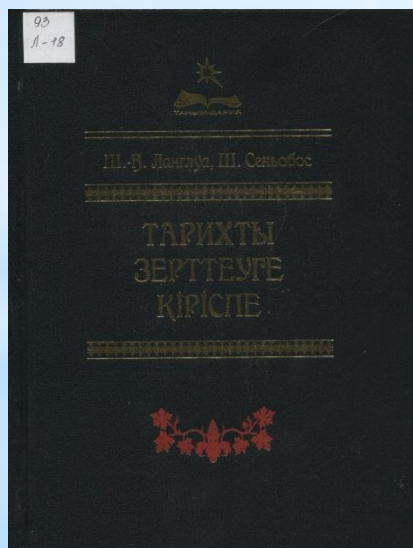 93
Л-18
Ш.-В. Ланглуа, Ш. Сеньобос
ТАРИХТЫ
ЗЕРТТЕУГЕ
КІРІСПЕ